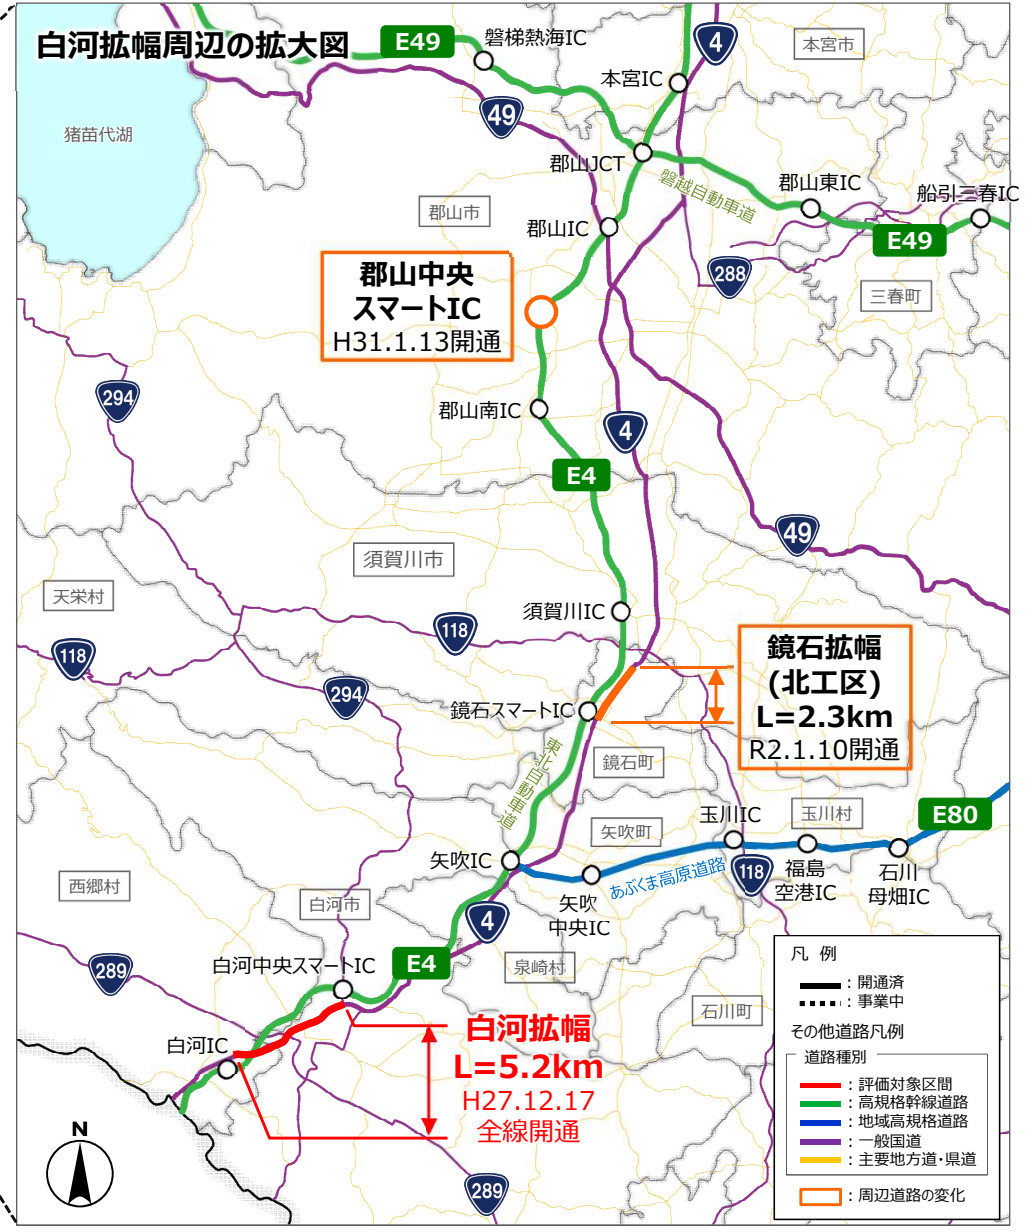 白河拡幅周辺の拡大図
E49
磐梯熱海IC
4
本宮市
本宮IC
猪苗代湖
49
郡山JCT
磐越自動車道
郡山東IC
船引三春IC
郡山市
郡山IC
E49
288
三春町
郡山中央
スマートIC
H31.1.13開通
294
郡山南IC
4
E4
49
須賀川市
天栄村
須賀川IC
118
118
294
鏡石拡幅
(北工区)
L=2.3km
R2.1.10開通
鏡石スマートIC
東北自動車道
鏡石町
矢吹町
玉川IC
玉川村
E80
矢吹IC
あぶくま高原道路
118
福島
空港IC
石川
母畑IC
矢吹
中央IC
西郷村
白河市
4
289
白河中央スマートIC
E4
泉崎村
石川町
白河IC
白河拡幅
L=5.2km
H27.12.17
全線開通
289
N
凡 例
：開通済
：事業中
その他道路凡例
道路種別
：評価対象区間
：高規格幹線道路
：地域高規格道路
：一般国道
：主要地方道・県道
：周辺道路の変化